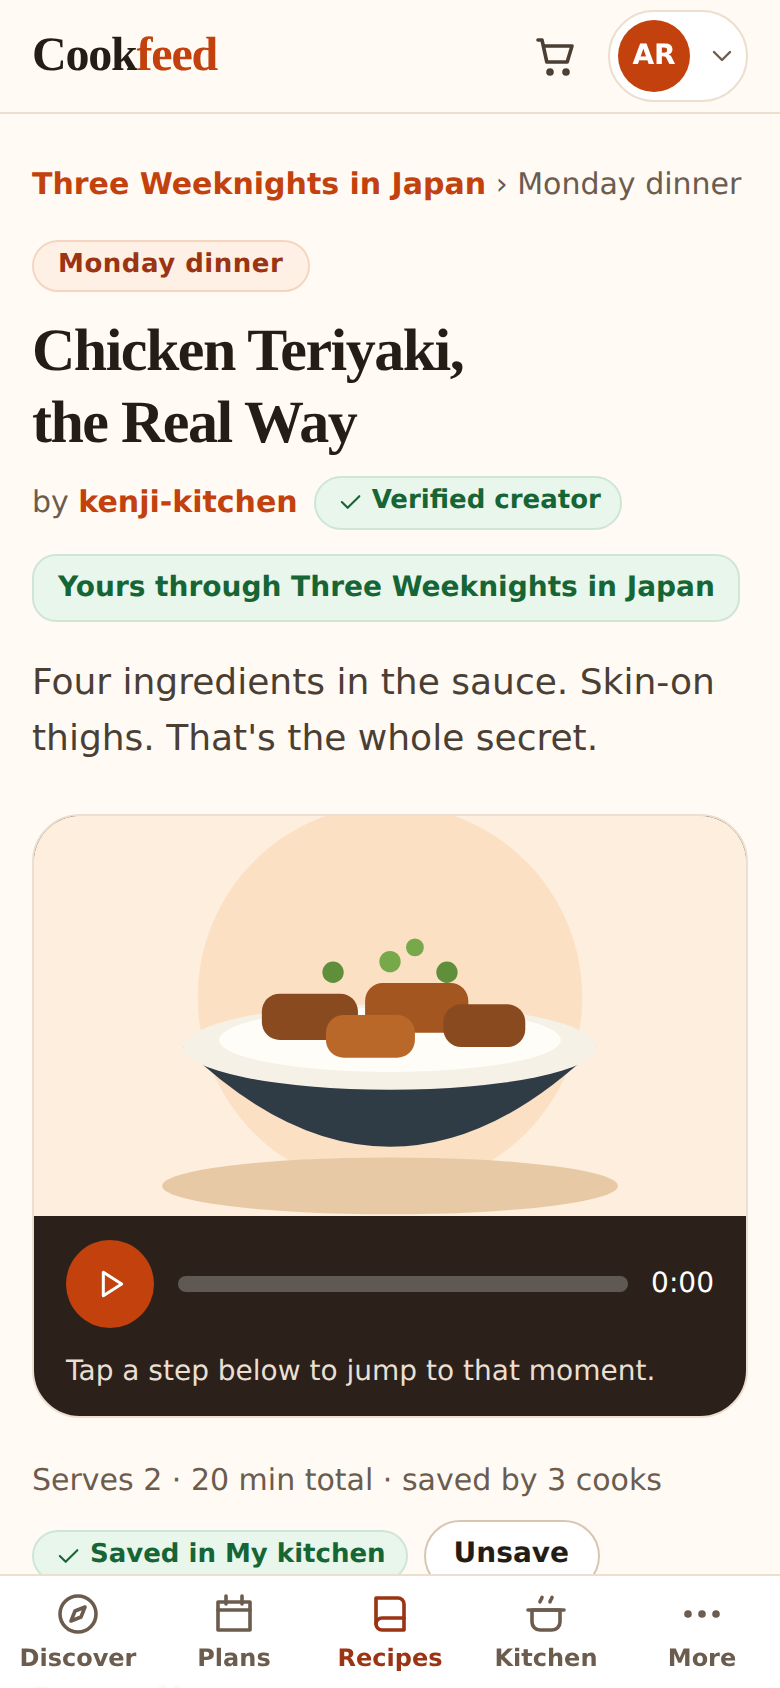 Cookfeed
AR
Three Weeknights in Japan › Monday dinner
Monday dinner
Chicken Teriyaki,
the Real Way
by kenji-kitchen
Verified creator
Yours through Three Weeknights in Japan
Four ingredients in the sauce. Skin-on
thighs. That's the whole secret.
0:00
Tap a step below to jump to that moment.
Serves 2 · 20 min total · saved by 3 cooks
Saved in My kitchen
Unsave
Discover
Plans
Recipes
Kitchen
More